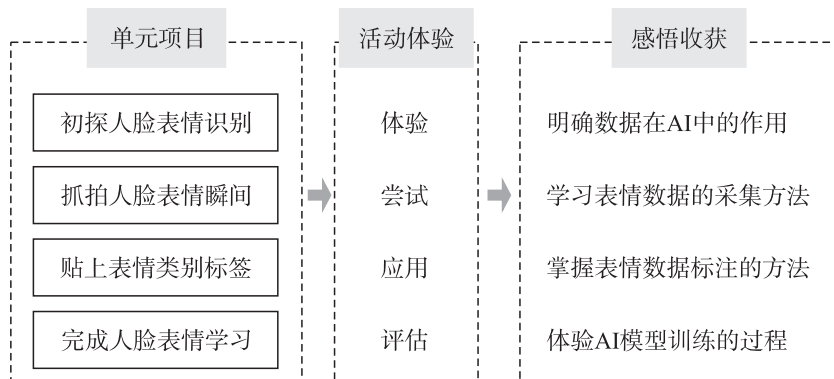 单元项目
活动体验
感悟收获
初探人脸表情识别
体验
明确数据在AI中的作用
抓拍人脸表情瞬间
尝试
学习表情数据的采集方法
贴上表情类别标签
应用
掌握表情数据标注的方法
完成人脸表情学习
评估
体验AI模型训练的过程